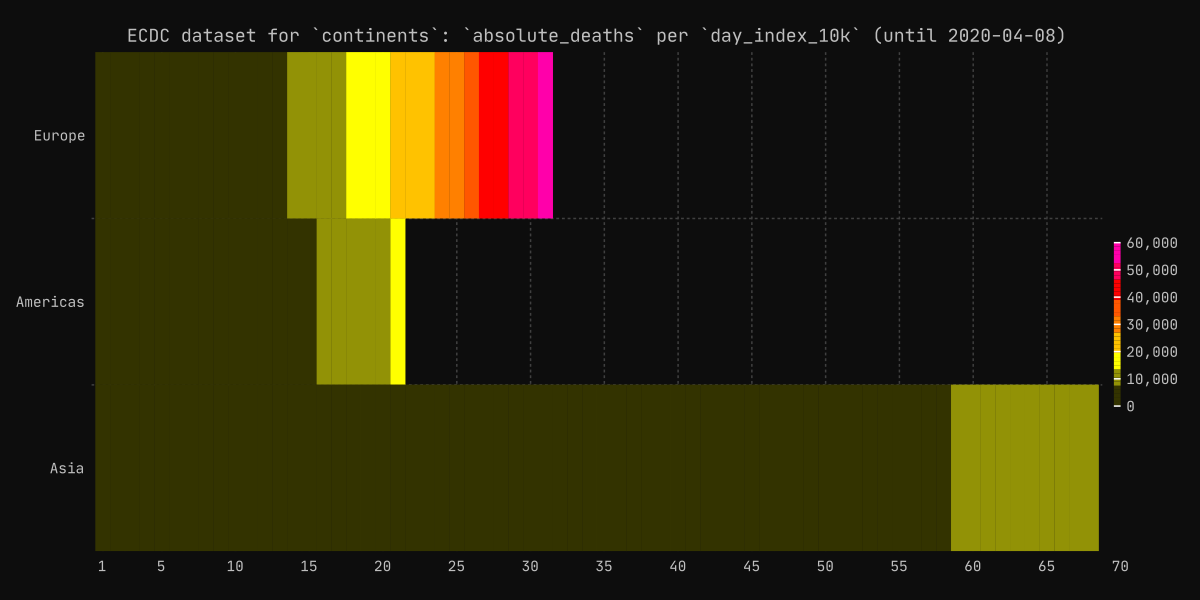 ECDC dataset for `continents`: `absolute_deaths` per `day_index_10k` (until 2020-04-08)
Europe
Americas
Asia
60,000
50,000
40,000
30,000
20,000
10,000
0
1 5 10 15 20 25 30 35 40 45 50 55 60 65 70